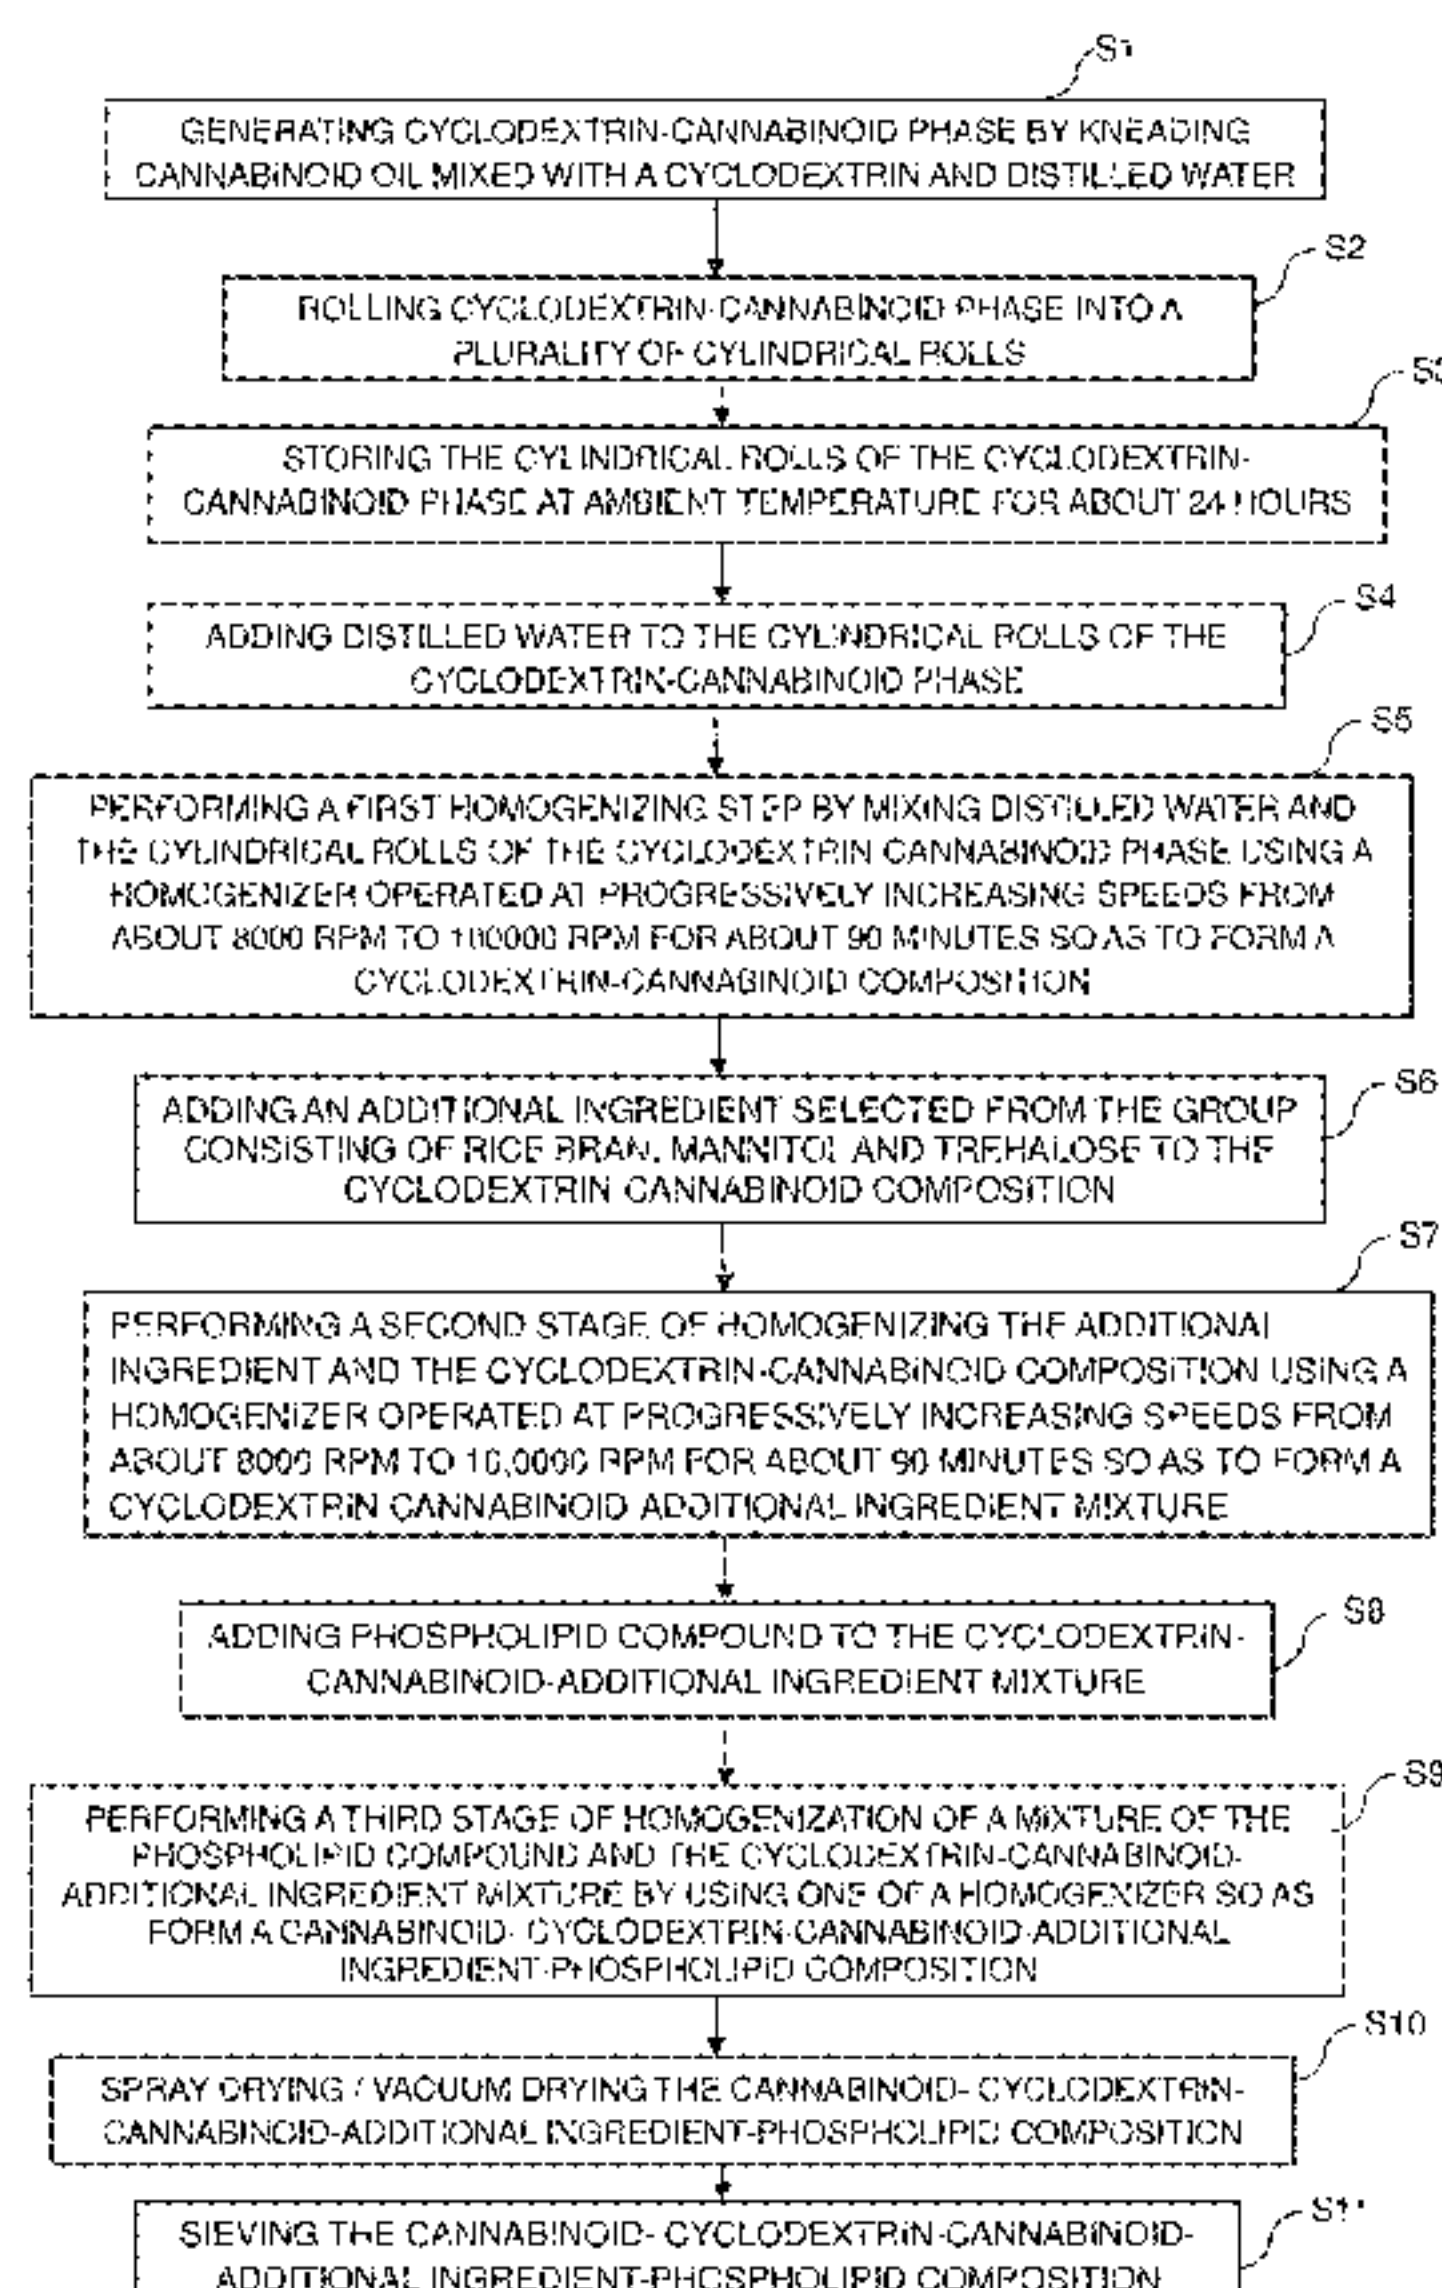 S1
GENERATING CYCLODEXTRIN-CANNABINOID PHASE BY KNEADING
CANNABINOID OIL MIXED WITH A CYCLODEXTRIN AND DISTILLED WATER
S2
ROLLING CYCLODEXTRIN-CANNABINOID PHASE INTO A
PLURALITY OF CYLINDRICAL ROLLS
S3
STORING THE CYLINDRICAL ROLLS OF THE CYCLODEXTRIN-
CANNABINOID PHASE AT AMBIENT TEMPERATURE FOR ABOUT 24 HOURS
S4
ADDING DISTILLED WATER TO THE CYLINDRICAL ROLLS OF THE
CYCLODEXTRIN-CANNABINOID PHASE
S5
PERFORMING A FIRST HOMOGENIZING STEP BY MIXING DISTILLED WATER AND
THE CYLINDRICAL ROLLS OF THE CYCLODEXTRIN CANNABINOID PHASE USING A
HOMOGENIZER OPERATED AT PROGRESSIVELY INCREASING SPEEDS FROM
ABOUT 8000 RPM TO 100000 RPM FOR ABOUT 90 MINUTES SO AS TO FORM A
CYCLODEXTRIN-CANNABINOID COMPOSITION
S6
ADDING AN ADDITIONAL INGREDIENT SELECTED FROM THE GROUP
CONSISTING OF RICE BRAN, MANNITOL AND TREHALOSE TO THE
CYCLODEXTRIN CANNABINOID COMPOSITION
S7
PERFORMING A SECOND STAGE OF HOMOGENIZING THE ADDITIONAL
INGREDIENT AND THE CYCLODEXTRIN-CANNABINOID COMPOSITION USING A
HOMOGENIZER OPERATED AT PROGRESSIVELY INCREASING SPEEDS FROM
ABOUT 8000 RPM TO 10,0000 RPM FOR ABOUT 90 MINUTES SO AS TO FORM A
CYCLODEXTRIN CANNABINOID ADDITIONAL INGREDIENT MIXTURE
S8
ADDING PHOSPHOLIPID COMPOUND TO THE CYCLODEXTRIN-
CANNABINOID-ADDITIONAL INGREDIENT MIXTURE
S9
PERFORMING A THIRD STAGE OF HOMOGENIZATION OF A MIXTURE OF THE
PHOSPHOLIPID COMPOUND AND THE CYCLODEXTRIN-CANNABINOID-
ADDITIONAL INGREDIENT MIXTURE BY USING ONE OF A HOMOGENIZER SO AS
FORM A CANNABINOID- CYCLODEXTRIN-CANNABINOID-ADDITIONAL
INGREDIENT-PHOSPHOLIPID COMPOSITION
S10
SPRAY DRYING / VACUUM DRYING THE CANNABINOID- CYCLODEXTRIN-
CANNABINOID-ADDITIONAL INGREDIENT-PHOSPHOLIPID COMPOSITION
S11
SIEVING THE CANNABINOID- CYCLODEXTRIN-CANNABINOID-
ADDITIONAL INGREDIENT-PHOSPHOLIPID COMPOSITION